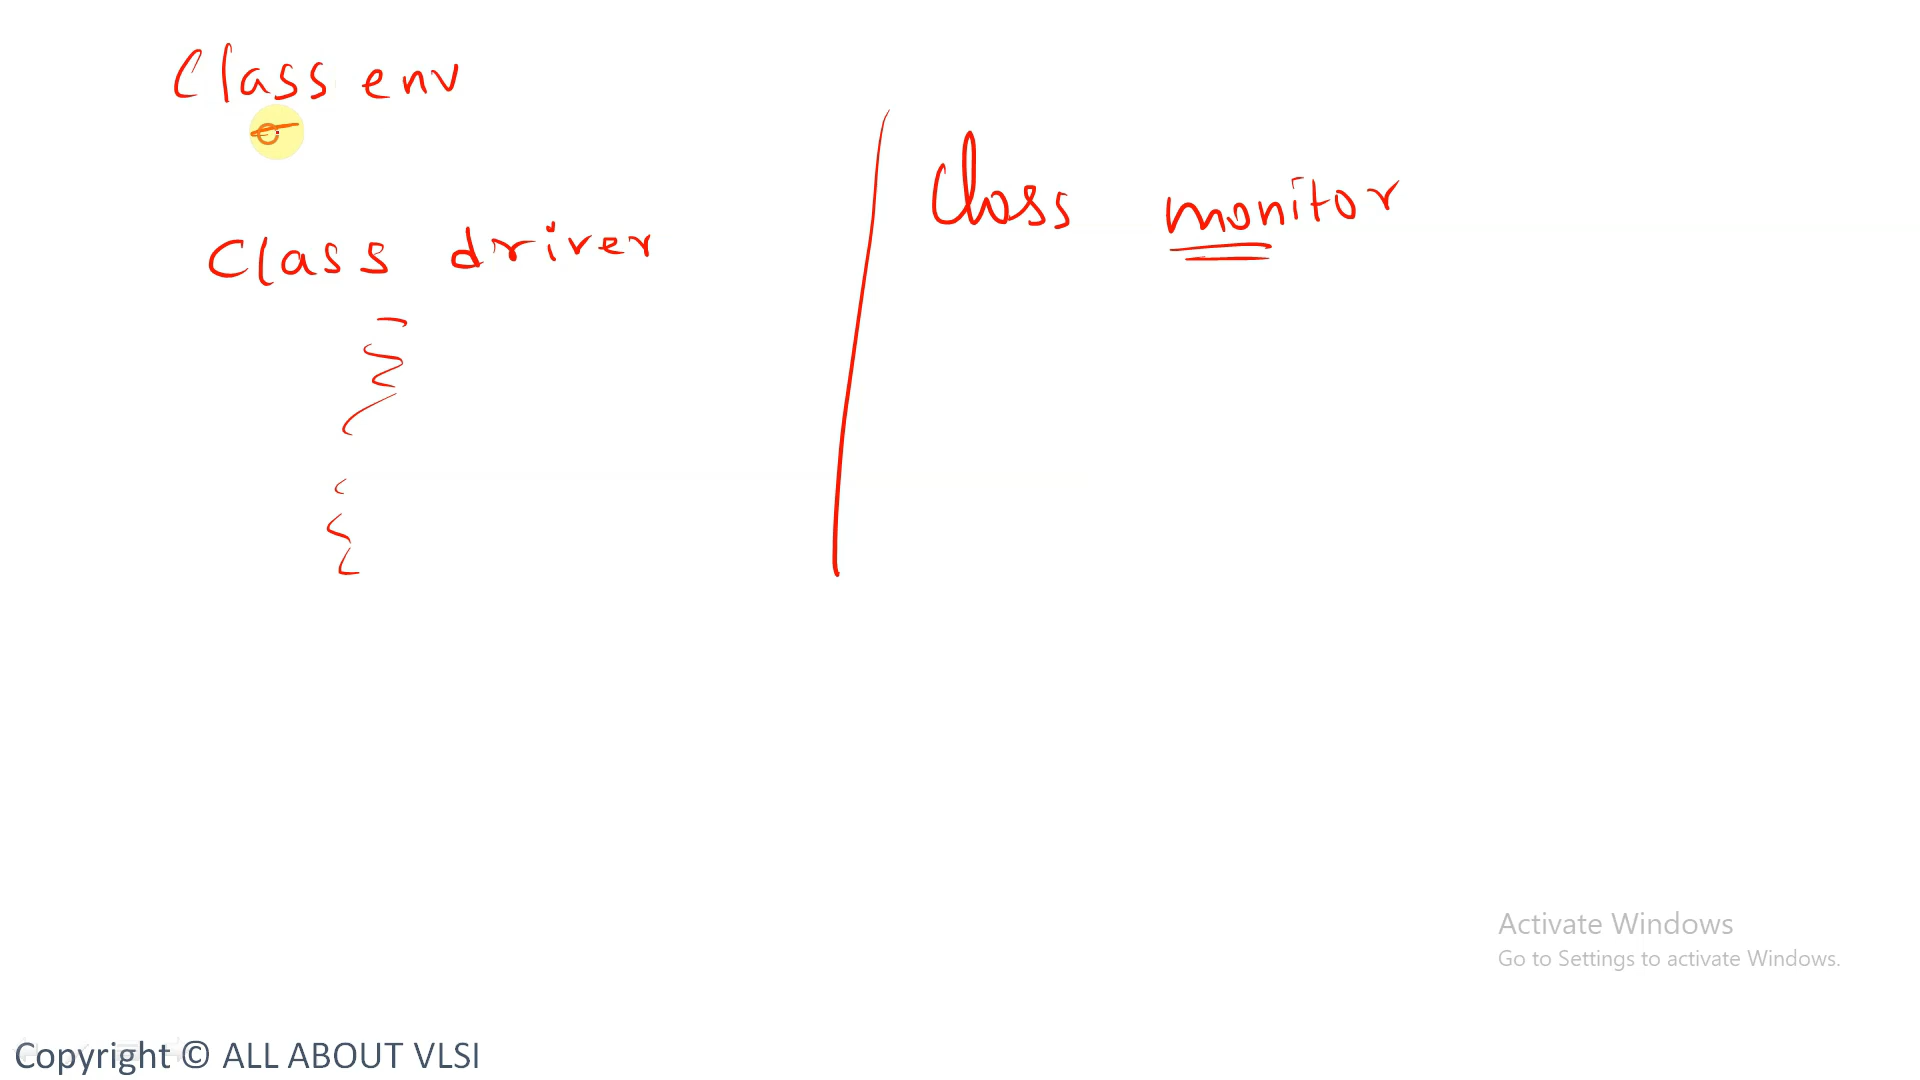 Class env
Class driver
Class monitor
Activate Windows
Go to Settings to activate Windows.
Copyright © ALL ABOUT VLSI